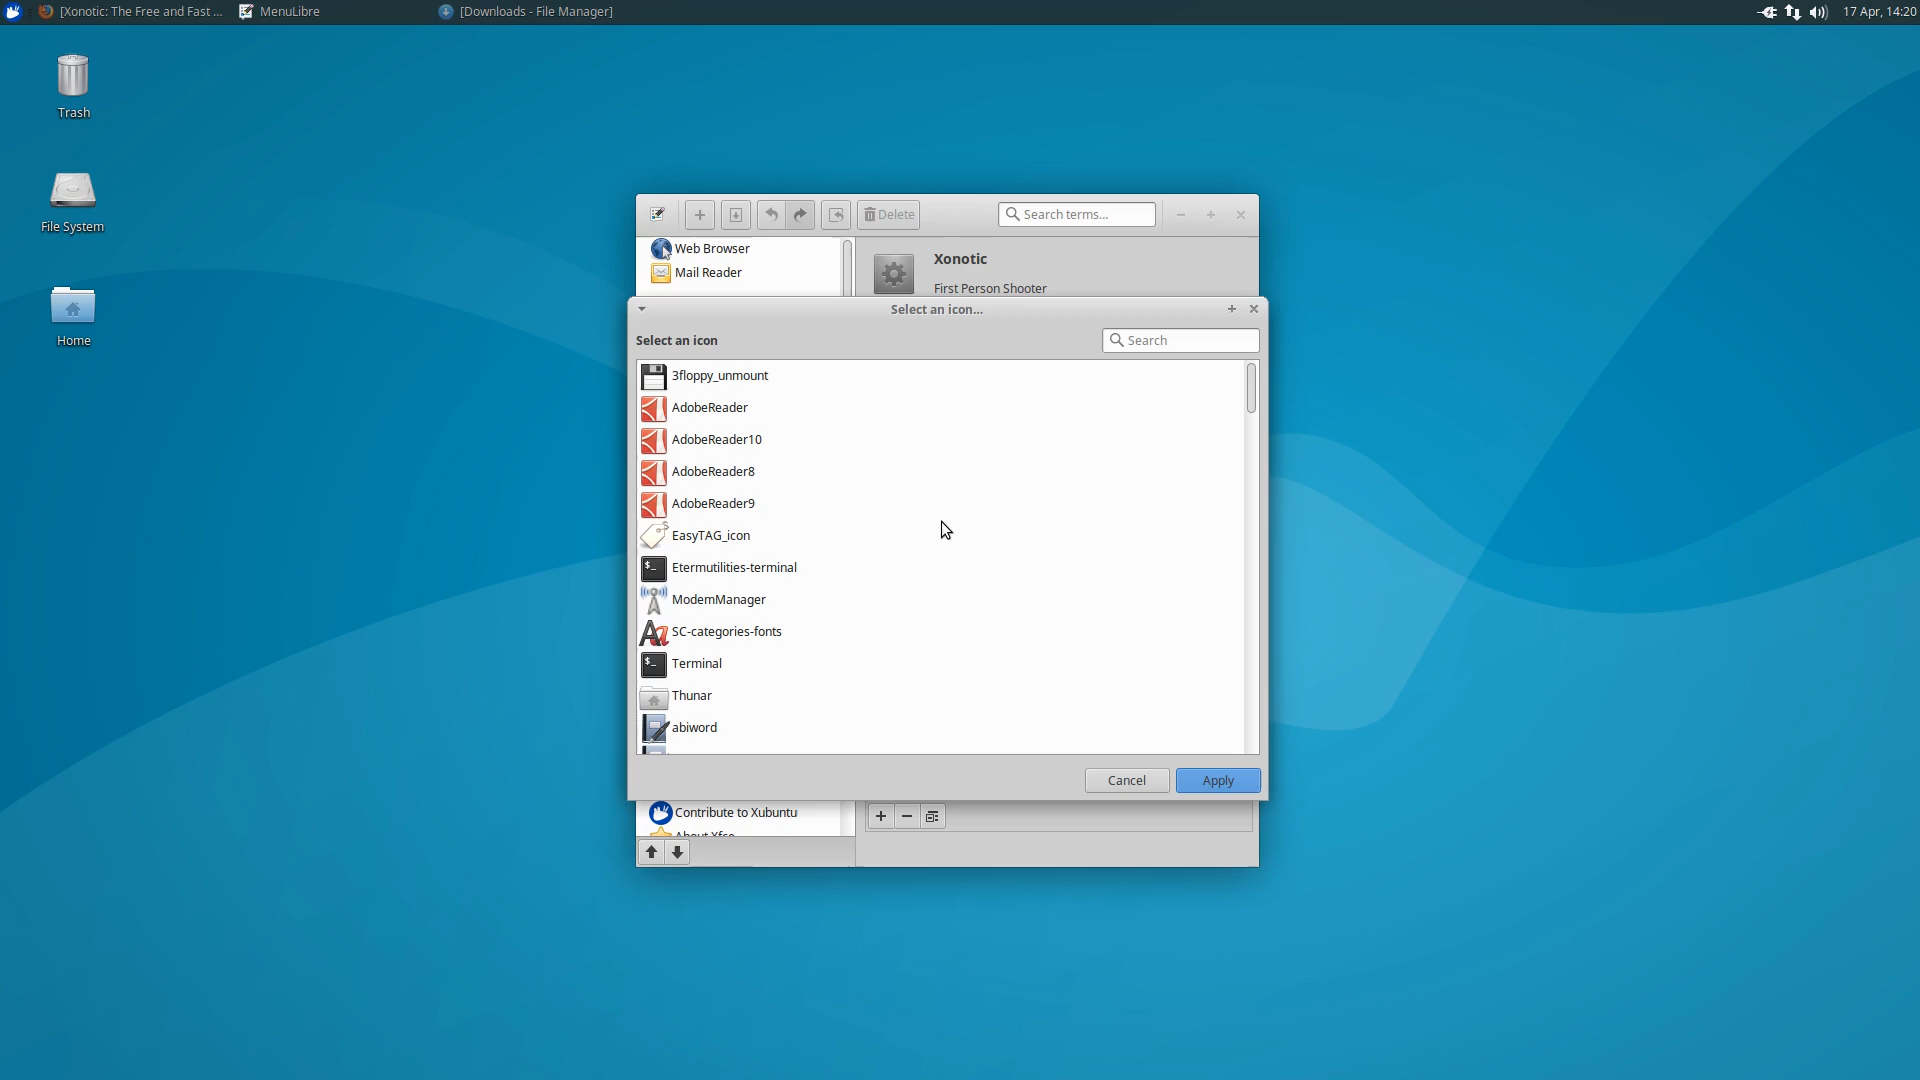 [Xonotic: The Free and Fast ... MenuLibre [Downloads - File Manager] 17 Apr, 14:20
Trash
File System
Home
Delete Search terms...
Web Browser
Mail Reader
Xonotic
First Person Shooter
Select an icon...
Select an icon Search
3floppy_unmount
AdobeReader
AdobeReader10
AdobeReader8
AdobeReader9
EasyTAG_icon
Etermutilities-terminal
ModemManager
SC-categories-fonts
Terminal
Thunar
abiword
Cancel Apply
Contribute to Xubuntu
About Xfce